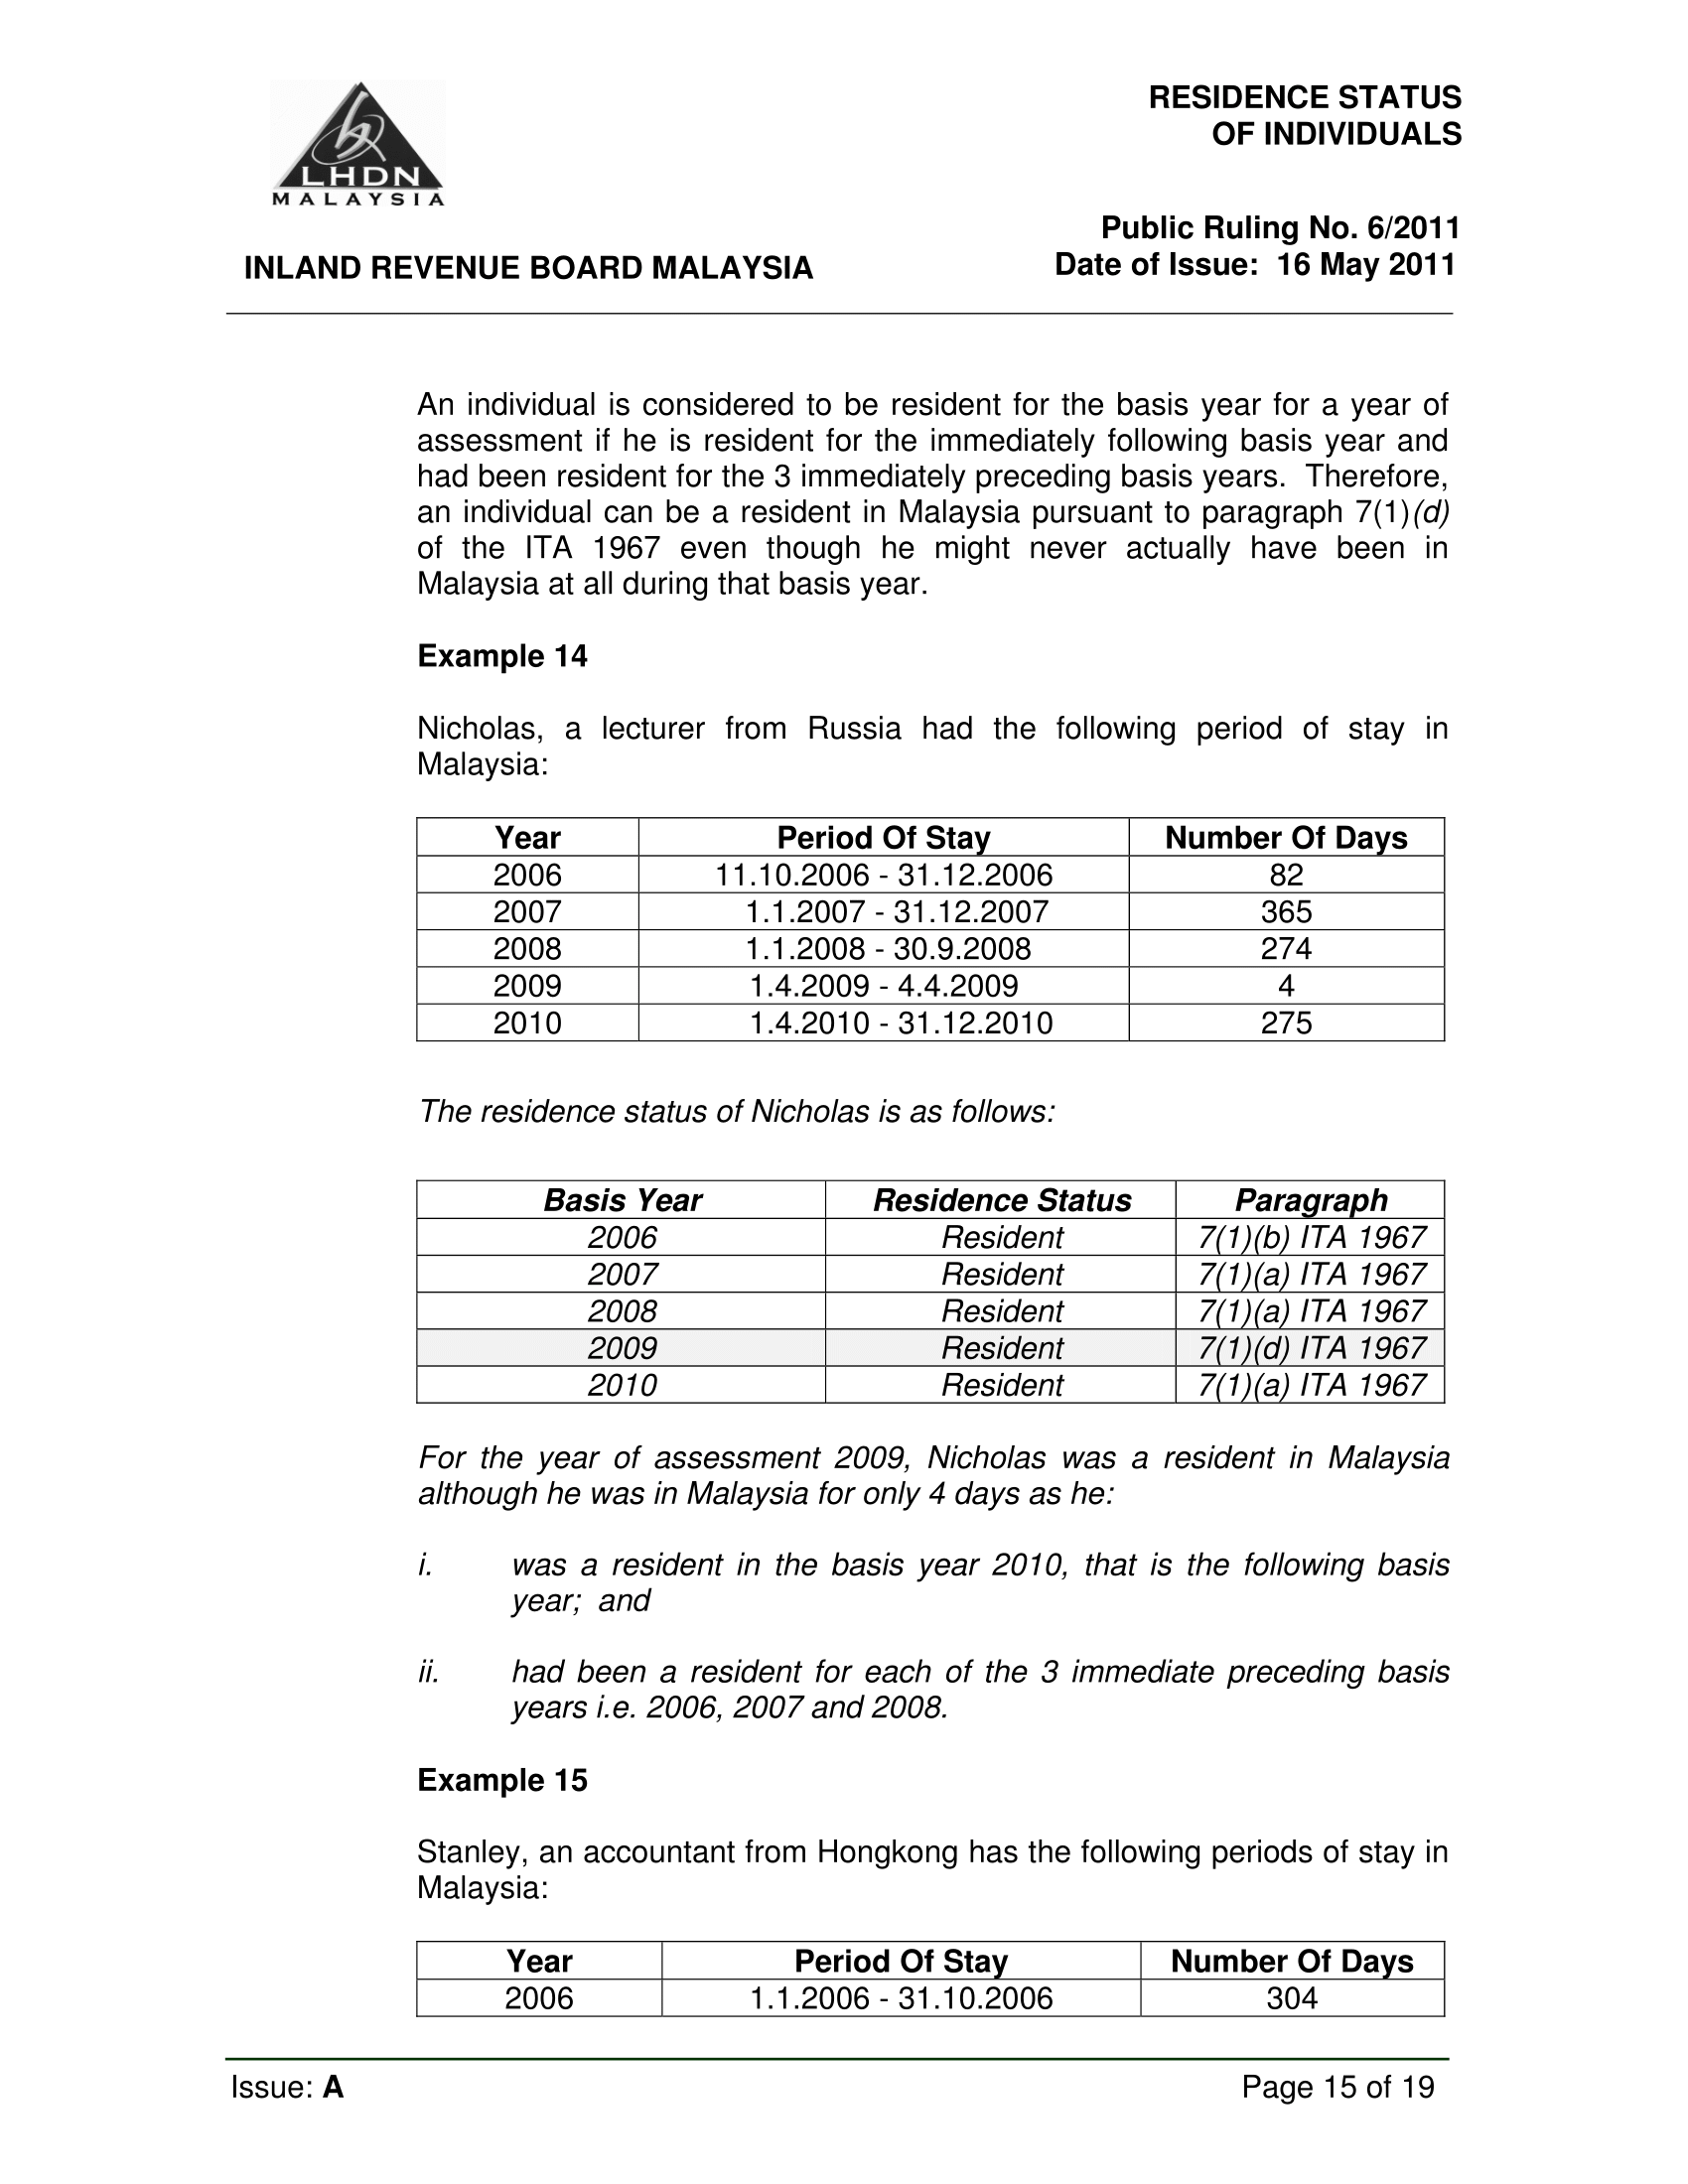 LHDN
MALAYSIA
RESIDENCE STATUS
OF INDIVIDUALS
Public Ruling No. 6/2011
INLAND REVENUE BOARD MALAYSIA
Date of Issue: 16 May 2011
An individual is considered to be resident for the basis year for a year of
assessment if he is resident for the immediately following basis year and
had been resident for the 3 immediately preceding basis years. Therefore,
an individual can be a resident in Malaysia pursuant to paragraph 7(1)(d)
of the ITA 1967 even though he might never actually have been in
Malaysia at all during that basis year.
Example 14
Nicholas, a lecturer from Russia had the following period of stay in
Malaysia:
Year Period Of Stay Number Of Days
2006 11.10.2006 - 31.12.2006 82
2007 1.1.2007 - 31.12.2007 365
2008 1.1.2008 - 30.9.2008 274
2009 1.4.2009 - 4.4.2009 4
2010 1.4.2010 - 31.12.2010 275
The residence status of Nicholas is as follows:
Basis Year Residence Status Paragraph
2006 Resident 7(1)(b) ITA 1967
2007 Resident 7(1)(a) ITA 1967
2008 Resident 7(1)(a) ITA 1967
2009 Resident 7(1)(d) ITA 1967
2010 Resident 7(1)(a) ITA 1967
For the year of assessment 2009, Nicholas was a resident in Malaysia
although he was in Malaysia for only 4 days as he:
i. was a resident in the basis year 2010, that is the following basis
year; and
ii. had been a resident for each of the 3 immediate preceding basis
years i.e. 2006, 2007 and 2008.
Example 15
Stanley, an accountant from Hongkong has the following periods of stay in
Malaysia:
Year Period Of Stay Number Of Days
2006 1.1.2006 - 31.10.2006 304
Issue: A Page 15 of 19